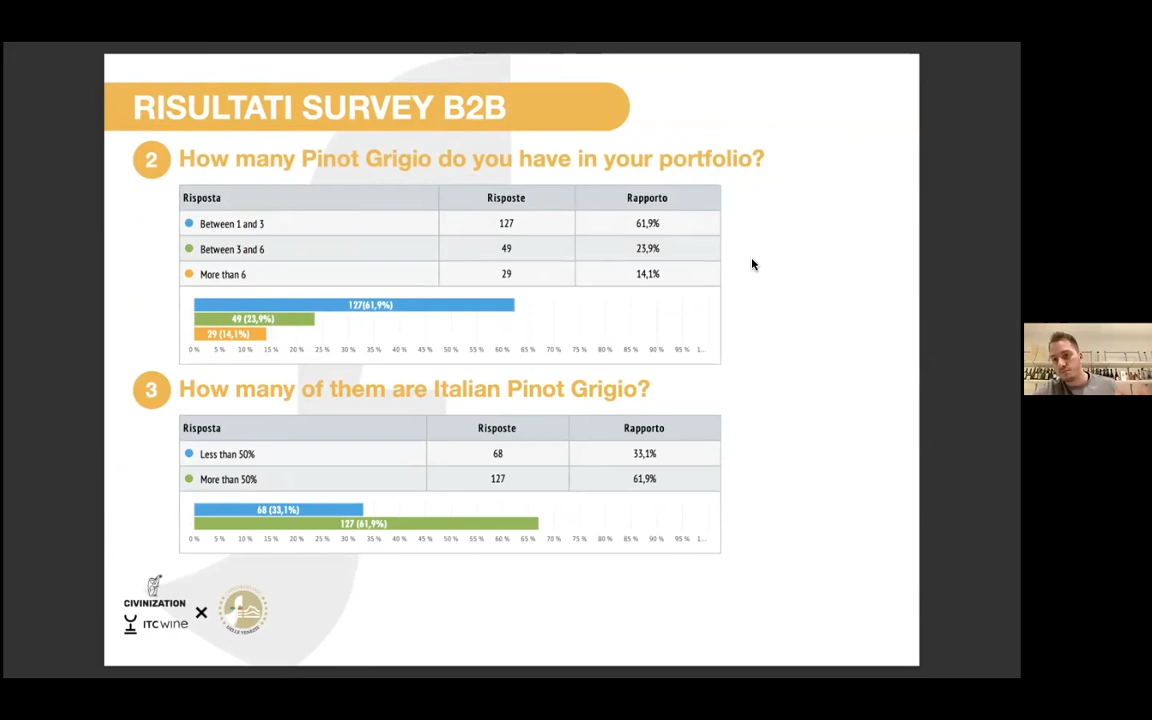 RISULTATI SURVEY B2B
2 How many Pinot Grigio do you have in your portfolio?
Risposta Risposte Rapporto
Between 1 and 3 127 61,9%
Between 3 and 6 49 23,9%
More than 6 29 14,1%
127(61,9%)
49 (23,9%)
29 (14,1%)
0 % 5 % 10 % 15 % 20 % 25 % 30 % 35 % 40 % 45 % 50 % 55 % 60 % 65 % 70 % 75 % 80 % 85 % 90 % 95 % 1...
3 How many of them are Italian Pinot Grigio?
Risposta Risposte Rapporto
Less than 50% 68 33,1%
More than 50% 127 61,9%
68 (33,1%)
127 (61,9%)
0 % 5 % 10 % 15 % 20 % 25 % 30 % 35 % 40 % 45 % 50 % 55 % 60 % 65 % 70 % 75 % 80 % 85 % 90 % 95 % 1...
CIVINIZATION
ITC WINE
X
DELLE VENEZIE